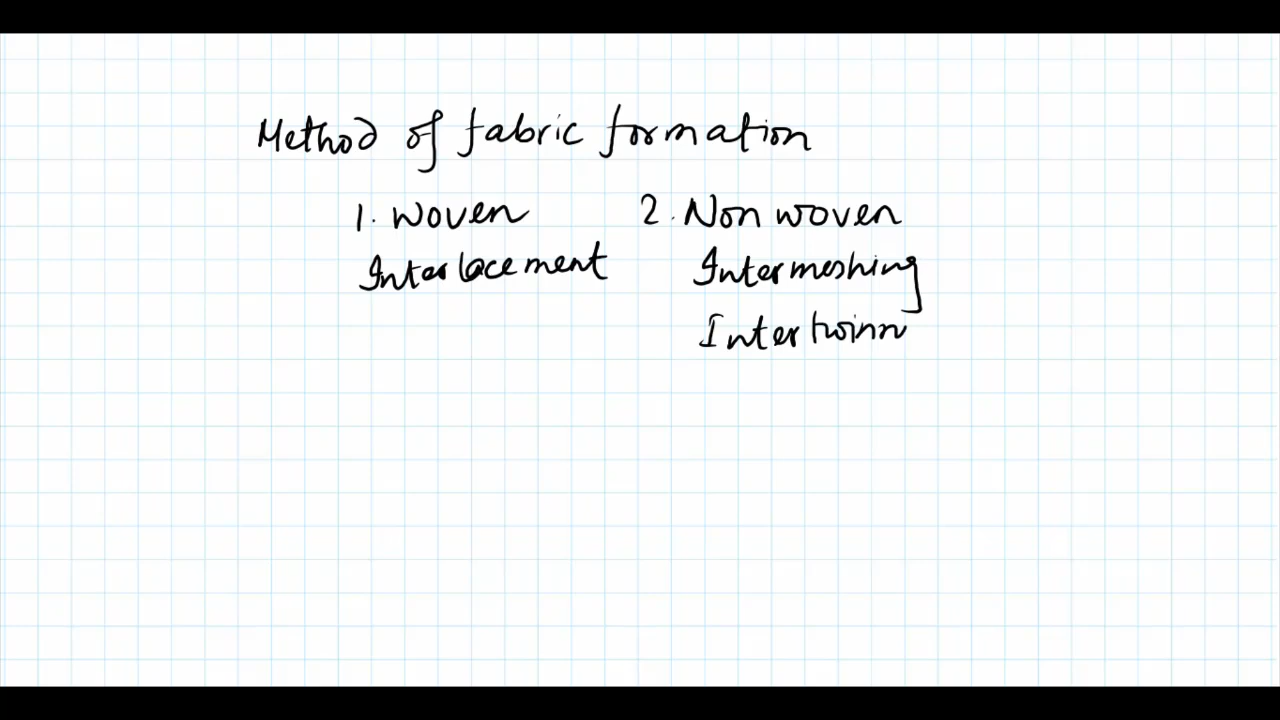 Method of fabric formation
1. Woven 2. Non woven
Interlacement Intermeshing
Intertwinn